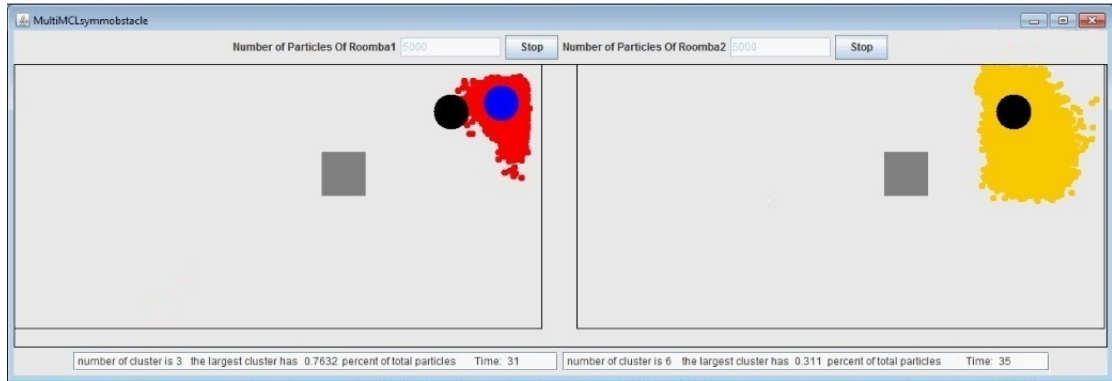 MultiMCLsymmobstacle
Number of Particles Of Roomba1 5000 Stop Number of Particles Of Roomba2 5000 Stop
number of cluster is 3 the largest cluster has 0.7632 percent of total particles Time: 31
number of cluster is 6 the largest cluster has 0.311 percent of total particles Time: 35